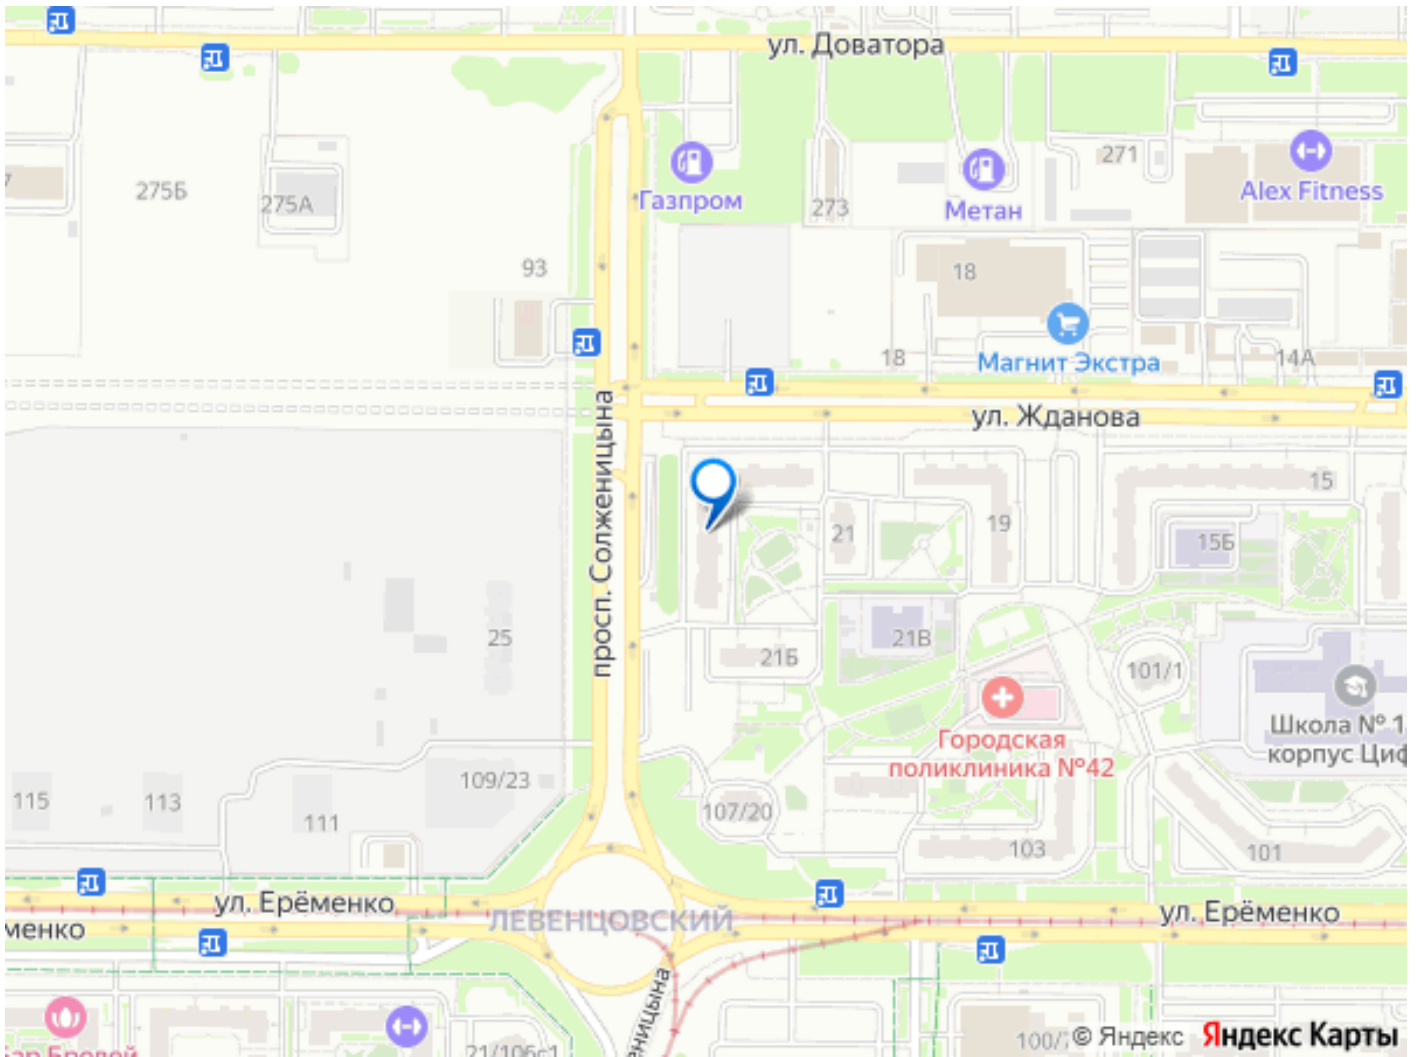 ул. Доватора
271
Alex Fitness
275Б
275А
Газпром
273
Метан
93
18
18
Магнит Экстра
14А
ул. Жданова
просп. Солженицына
15
19
21
15Б
25
21Б
21В
101/1
Школа № 1
корпус Циф
Городская
поликлиника №42
109/23
115
113
111
107/20
103
101
ул. Ерёменко
ул. Ерёменко
менко
ЛЕВЕНЦОВСКИЙ
еницына
21/106с1
100/
© Яндекс
Яндекс Карты